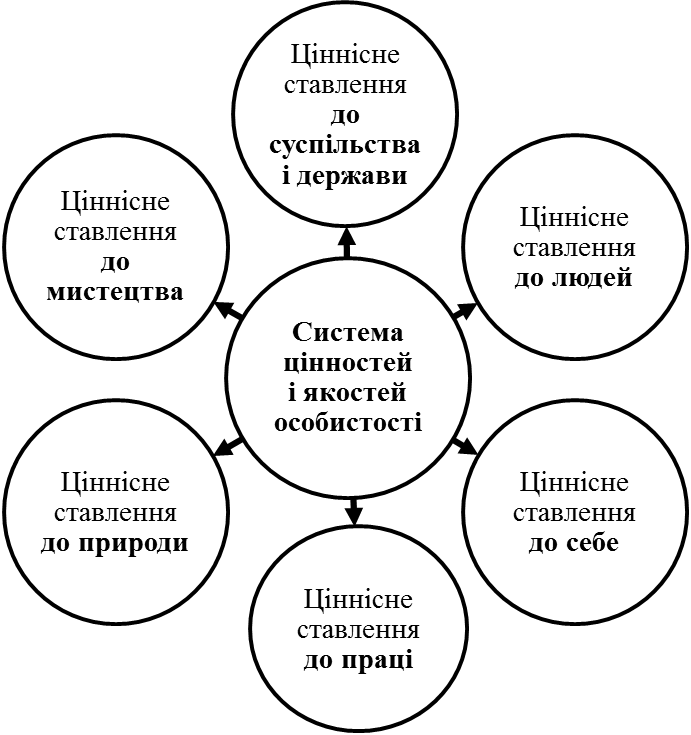 Ціннісне
ставлення
до
суспільства
і держави
Ціннісне
ставлення
до
мистецтва
Ціннісне
ставлення
до людей
Система
цінностей
і якостей
особистості
Ціннісне
ставлення
до природи
Ціннісне
ставлення
до себе
Ціннісне
ставлення
до праці